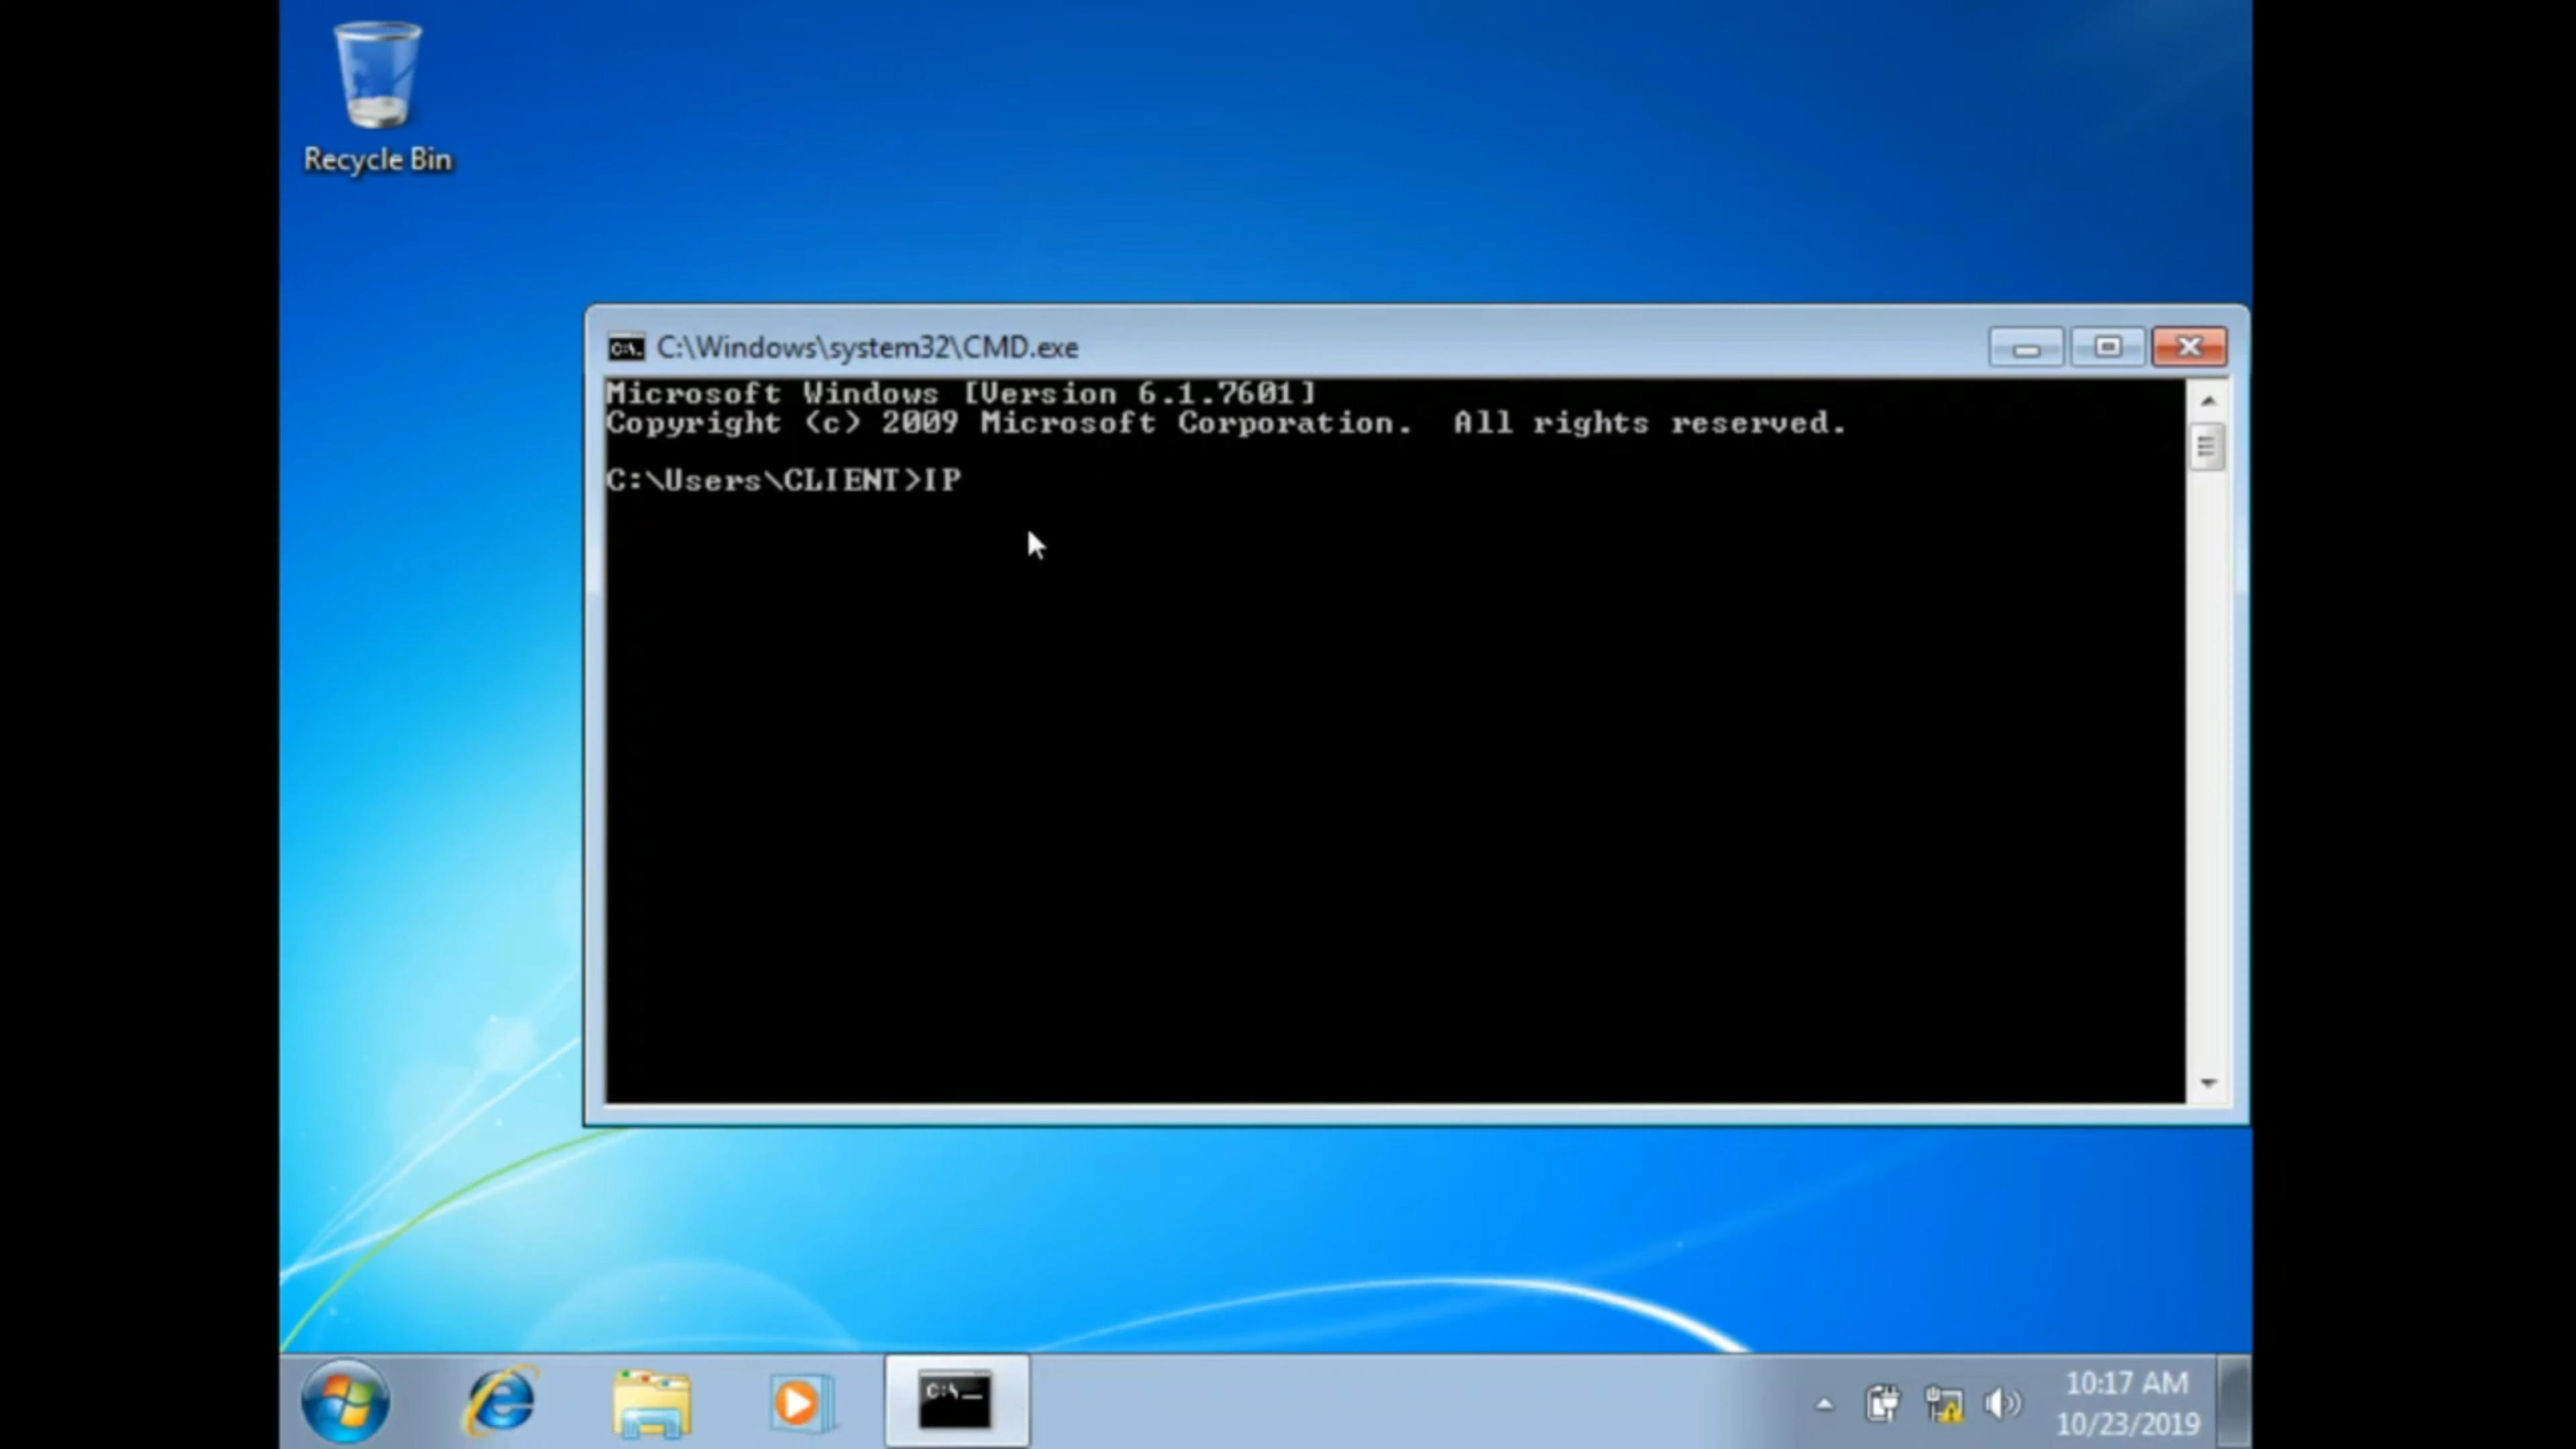 Recycle Bin
C:\Windows\system32\CMD.exe
Microsoft Windows [Version 6.1.7601]
Copyright (c) 2009 Microsoft Corporation.  All rights reserved.
C:\Users\CLIENT>IP
10:17 AM
10/23/2019